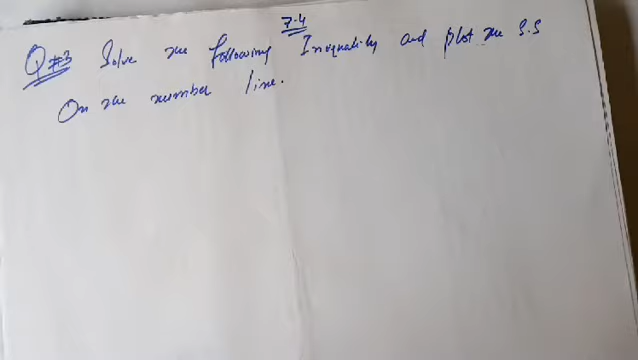 7.4
Q#3 Solve the following Inequality and plot the S.S
On the number line.